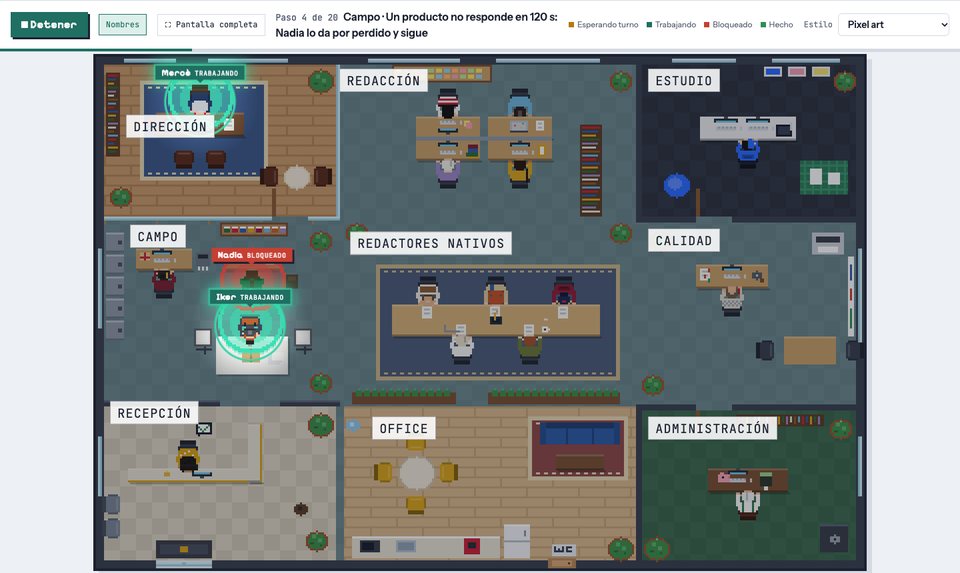 Detener
Nombres
Pantalla completa
Paso 4 de 20 Campo · Un producto no responde en 120 s:
Nadia lo da por perdido y sigue
Esperando turno
Trabajando
Bloqueado
Hecho
Estilo
Pixel art
Mercè TRABAJANDO
DIRECCIÓN
REDACCIÓN
ESTUDIO
CAMPO
Nadia BLOQUEADO
Iker TRABAJANDO
REDACTORES NATIVOS
CALIDAD
RECEPCIÓN
OFFICE
ADMINISTRACIÓN
WC